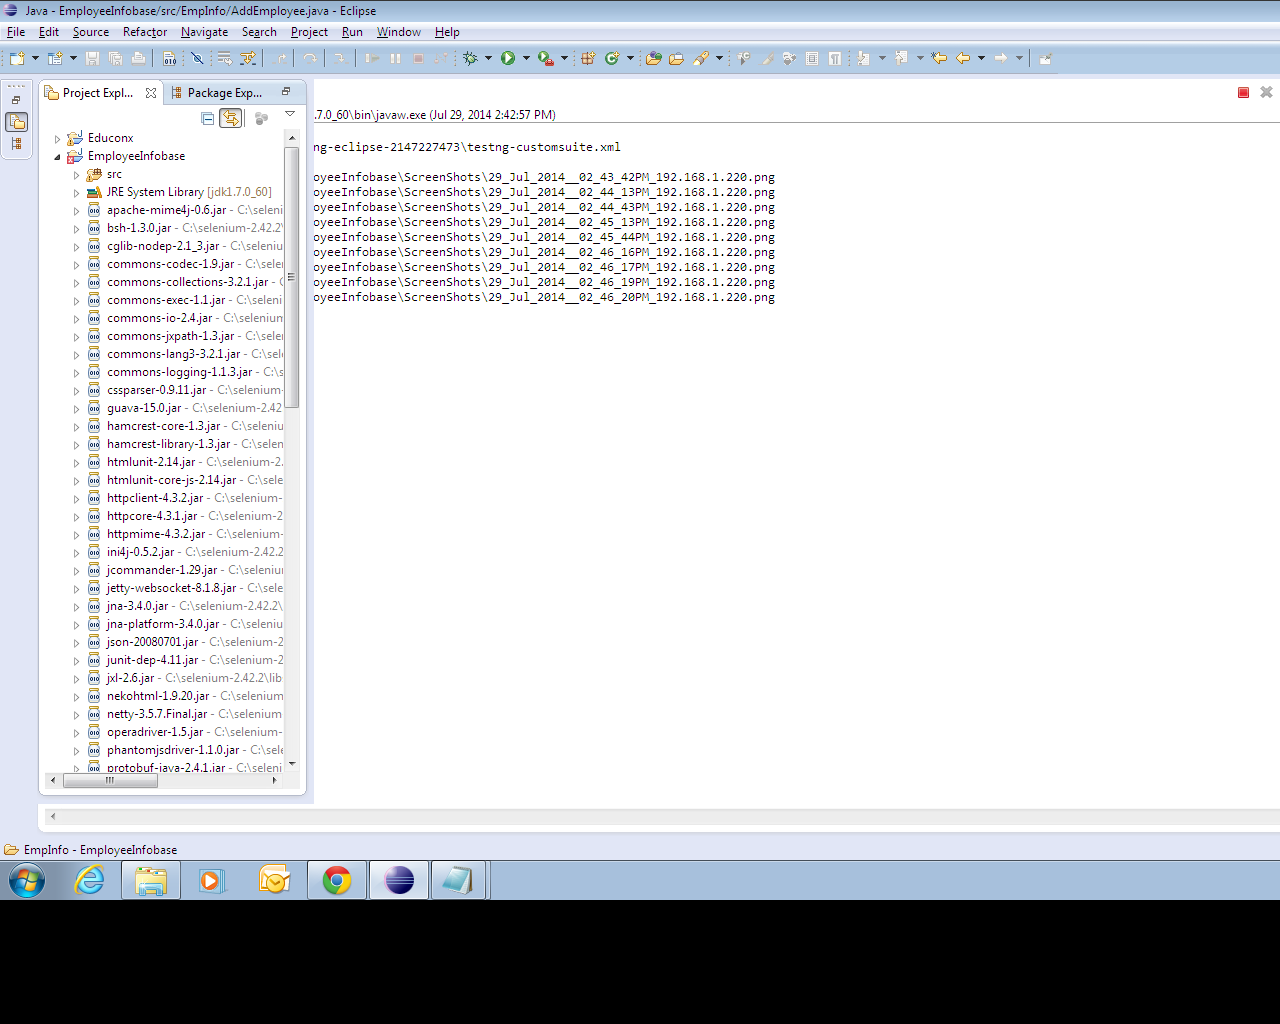 Java - EmployeeInfobase/src/EmpInfo/AddEmployee.java - Eclipse
File Edit Source Refactor Navigate Search Project Run Window Help
Project Expl... Package Exp...
.7.0_60\bin\javaw.exe (Jul 29, 2014 2:42:57 PM)
Educonx
EmployeeInfobase
src
JRE System Library [jdk1.7.0_60]
apache-mime4j-0.6.jar - C:\seleni
bsh-1.3.0.jar - C:\selenium-2.42.2\
cglib-nodep-2.1_3.jar - C:\seleniu
commons-codec-1.9.jar - C:\selen
commons-collections-3.2.1.jar - C
commons-exec-1.1.jar - C:\seleni
commons-io-2.4.jar - C:\selenium
commons-jxpath-1.3.jar - C:\sele
commons-lang3-3.2.1.jar - C:\sel
commons-logging-1.1.3.jar - C:\s
cssparser-0.9.11.jar - C:\selenium-
guava-15.0.jar - C:\selenium-2.42
hamcrest-core-1.3.jar - C:\selen
hamcrest-library-1.3.jar - C:\selen
htmlunit-2.14.jar - C:\selenium-2.
htmlunit-core-js-2.14.jar - C:\selen
httpclient-4.3.2.jar - C:\selenium-
httpcore-4.3.1.jar - C:\selenium-2
httpmime-4.3.2.jar - C:\selenium
ini4j-0.5.2.jar - C:\selenium-2.42.2
jcommander-1.29.jar - C:\seleniu
jetty-websocket-8.1.8.jar - C:\sele
jna-3.4.0.jar - C:\selenium-2.42.2\
jna-platform-3.4.0.jar - C:\seleniu
json-20080701.jar - C:\selenium-2
junit-dep-4.11.jar - C:\selenium-2
jxl-2.6.jar - C:\selenium-2.42.2\lib
nekohtml-1.9.20.jar - C:\selenium
netty-3.5.7.Final.jar - C:\selenium
operadriver-1.5.jar - C:\selenium-
phantomjsdriver-1.1.0.jar - C:\sele
protobuf-java-2.4.1.jar - C:\seleni
ng-eclipse-2147227473\testng-customsuite.xml
oyeeInfobase\ScreenShots\29_Jul_2014__02_43_42PM_192.168.1.220.png
oyeeInfobase\ScreenShots\29_Jul_2014__02_44_13PM_192.168.1.220.png
oyeeInfobase\ScreenShots\29_Jul_2014__02_44_43PM_192.168.1.220.png
oyeeInfobase\ScreenShots\29_Jul_2014__02_45_13PM_192.168.1.220.png
oyeeInfobase\ScreenShots\29_Jul_2014__02_45_44PM_192.168.1.220.png
oyeeInfobase\ScreenShots\29_Jul_2014__02_46_16PM_192.168.1.220.png
oyeeInfobase\ScreenShots\29_Jul_2014__02_46_17PM_192.168.1.220.png
oyeeInfobase\ScreenShots\29_Jul_2014__02_46_19PM_192.168.1.220.png
oyeeInfobase\ScreenShots\29_Jul_2014__02_46_20PM_192.168.1.220.png
EmpInfo - EmployeeInfobase